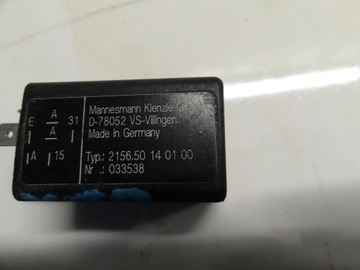 Mannesmann Kienzle
D-78052 VS-Villingen
Made in Germany
Typ.: 2156.50 14 01 00
Nr .: 033538
A
E A 31
A 15